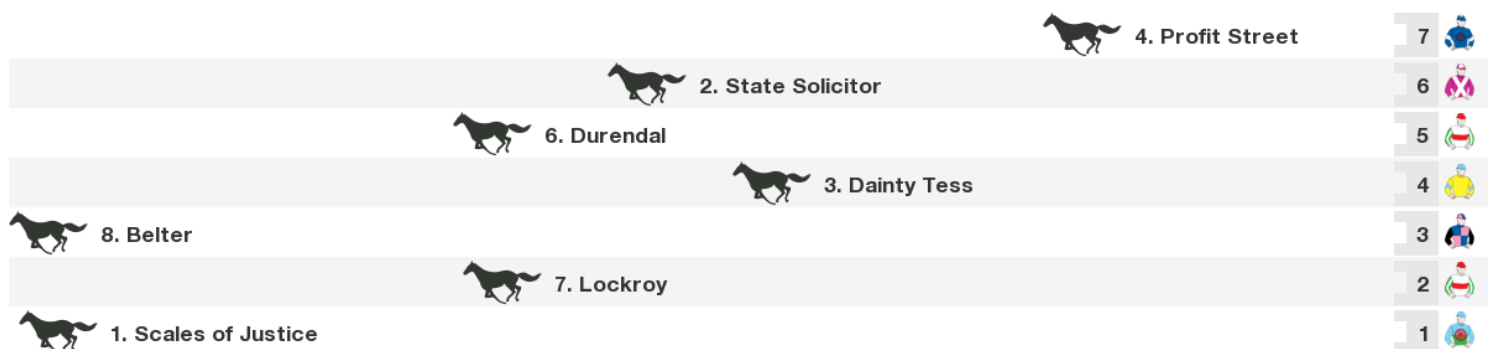 4. Profit Street 7
2. State Solicitor 6
6. Durendal 5
3. Dainty Tess 4
8. Belter 3
7. Lockroy 2
1. Scales of Justice 1